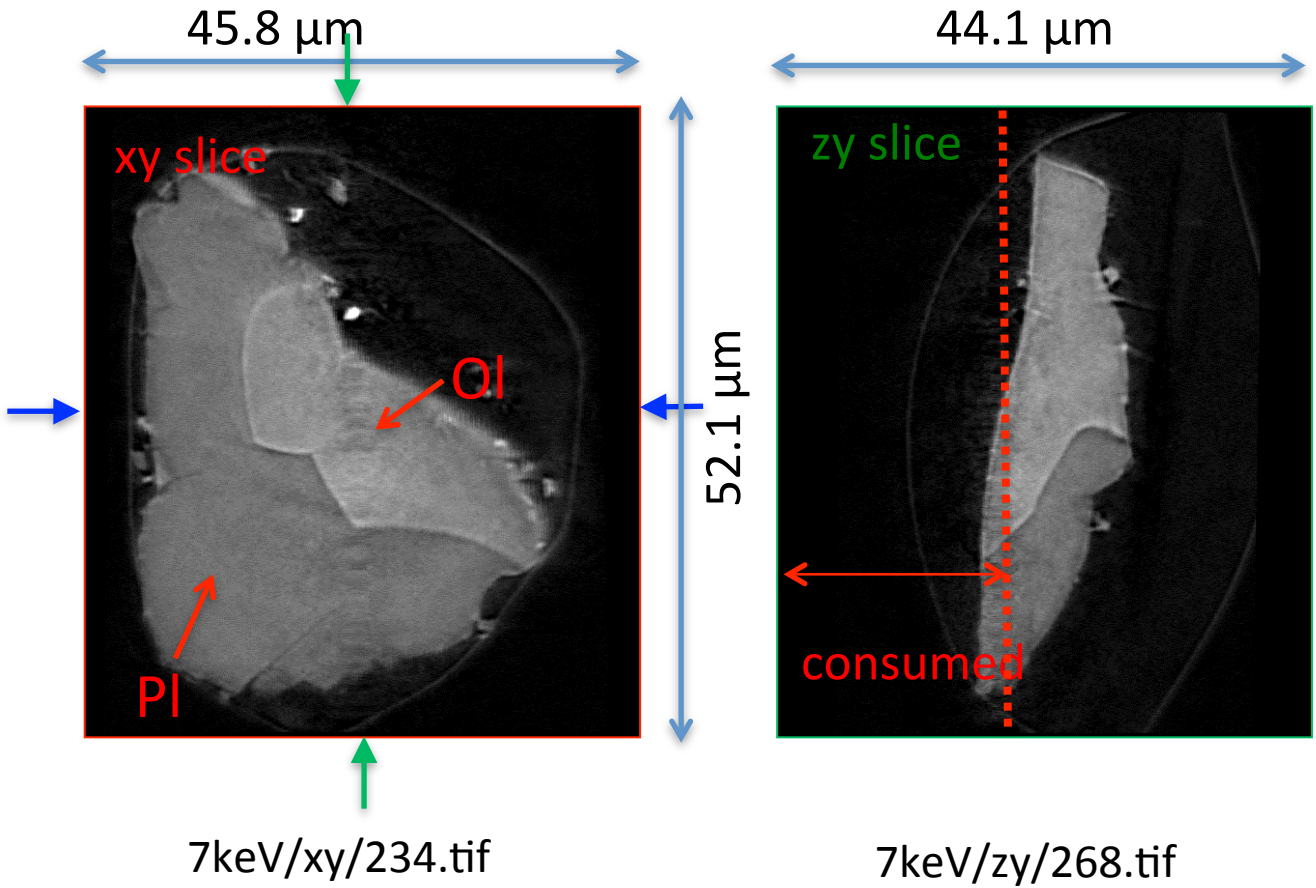 45.8 μm
44.1 μm
xy slice
zy slice
Ol
52.1 μm
consumed
Pl
7keV/xy/234.tif
7keV/zy/268.tif